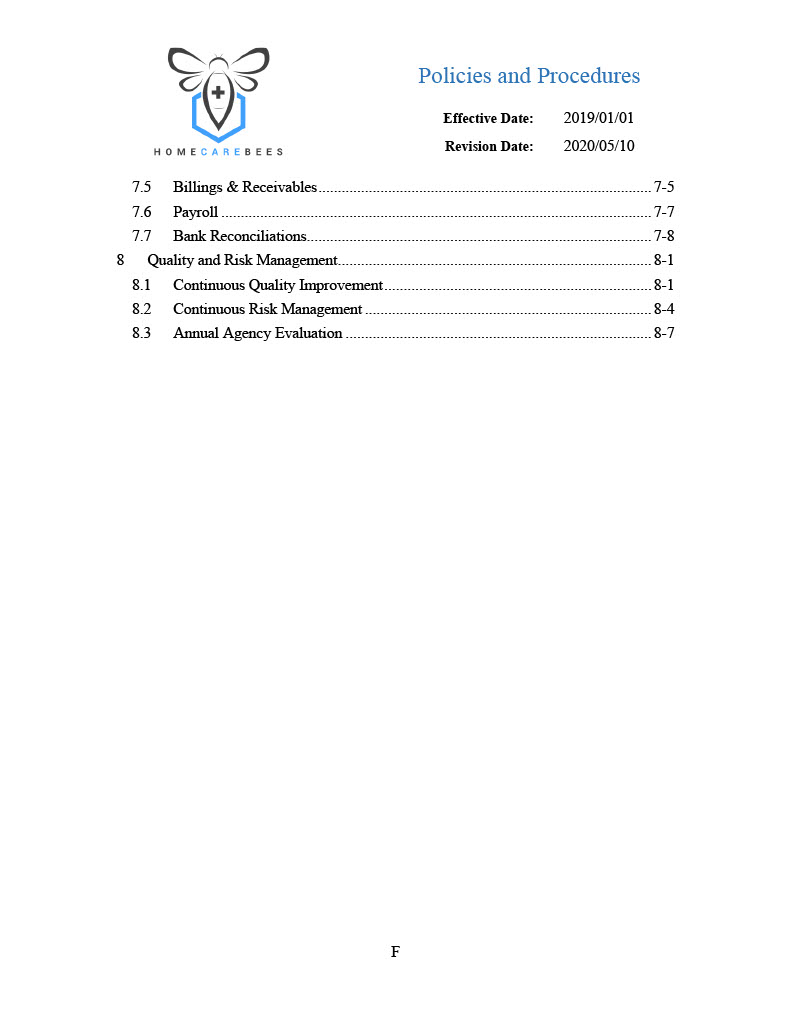 Policies and Procedures
Effective Date: 2019/01/01
Revision Date: 2020/05/10
HOMECAREBEES
7.5 Billings & Receivables 7-5
7.6 Payroll 7-7
7.7 Bank Reconciliations 7-8
8 Quality and Risk Management 8-1
8.1 Continuous Quality Improvement 8-1
8.2 Continuous Risk Management 8-4
8.3 Annual Agency Evaluation 8-7
F